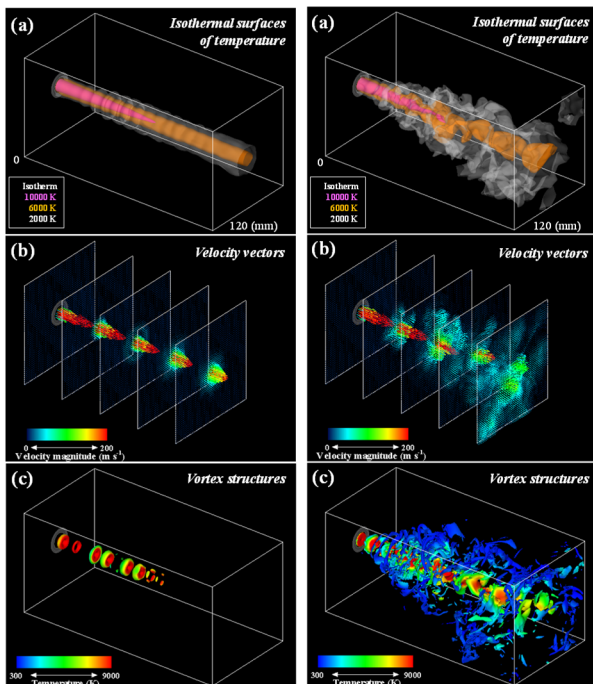 (a)
Isothermal surfaces
of temperature
0
Isotherm
10000 K
6000 K
2000 K
120 (mm)
(a)
Isothermal surfaces
of temperature
0
Isotherm
10000 K
6000 K
2000 K
120 (mm)
(b)
Velocity vectors
0
200
Velocity magnitude (m s⁻¹)
(b)
Velocity vectors
0
200
Velocity magnitude (m s⁻¹)
(c)
Vortex structures
300
9000
Temperature (K)
(c)
Vortex structures
300
9000
Temperature (K)